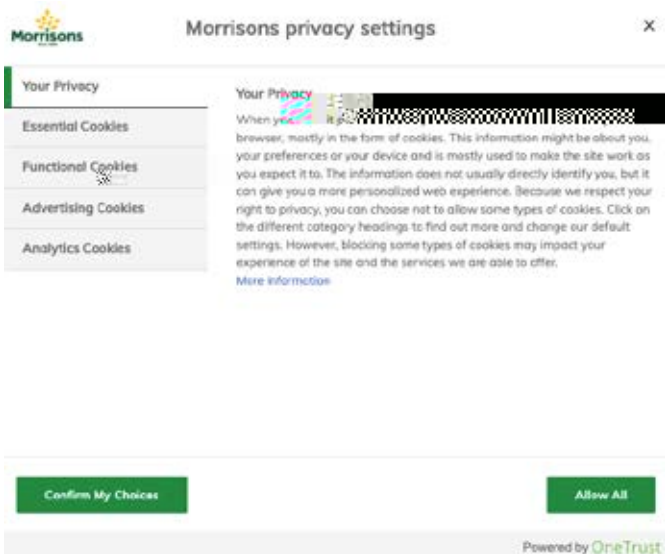 Morrisons
Morrisons privacy settings
×
Your Privacy
Essential Cookies
Functional Cookies
Advertising Cookies
Analytics Cookies
Your Privacy
When
browser, mostly in the form of cookies. This information might be about you,
your preferences or your device and is mostly used to make the site work as
you expect it to. The information does not usually directly identify you, but it
can give you a more personalized web experience. Because we respect your
right to privacy, you can choose not to allow some types of cookies. Click on
the different category headings to find out more and change our default
settings. However, blocking some types of cookies may impact your
experience of the site and the services we are able to offer.
More information
Confirm My Choices
Allow All
Powered by OneTrust